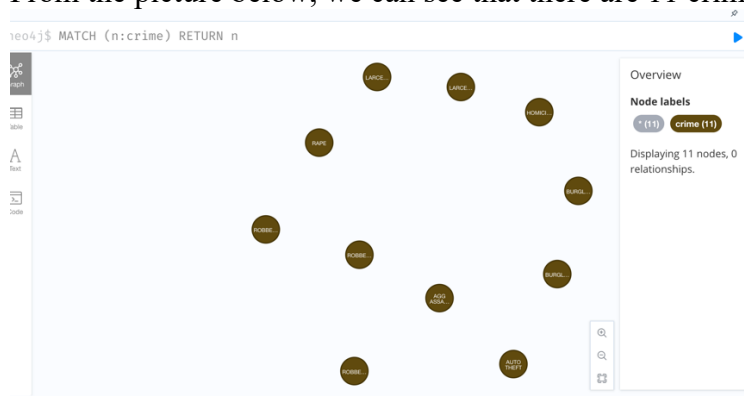 From the picture below, we can see that there are 11 crim
neo4j$ MATCH (n:crime) RETURN n
Graph
Table
Text
Code
LARCE...
LARCE...
HOMICI...
RAPE
BURGL...
ROBBE...
ROBBE...
BURGL...
AGG
ASSA...
AUTO
THEFT
ROBBE...
Overview
Node labels
* (11) crime (11)
Displaying 11 nodes, 0
relationships.